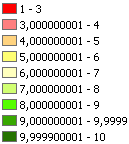 1 - 3
3,000000001 - 4
4,000000001 - 5
5,000000001 - 6
6,000000001 - 7
7,000000001 - 8
8,000000001 - 9
9,000000001 - 9,9999
9,999900001 - 10